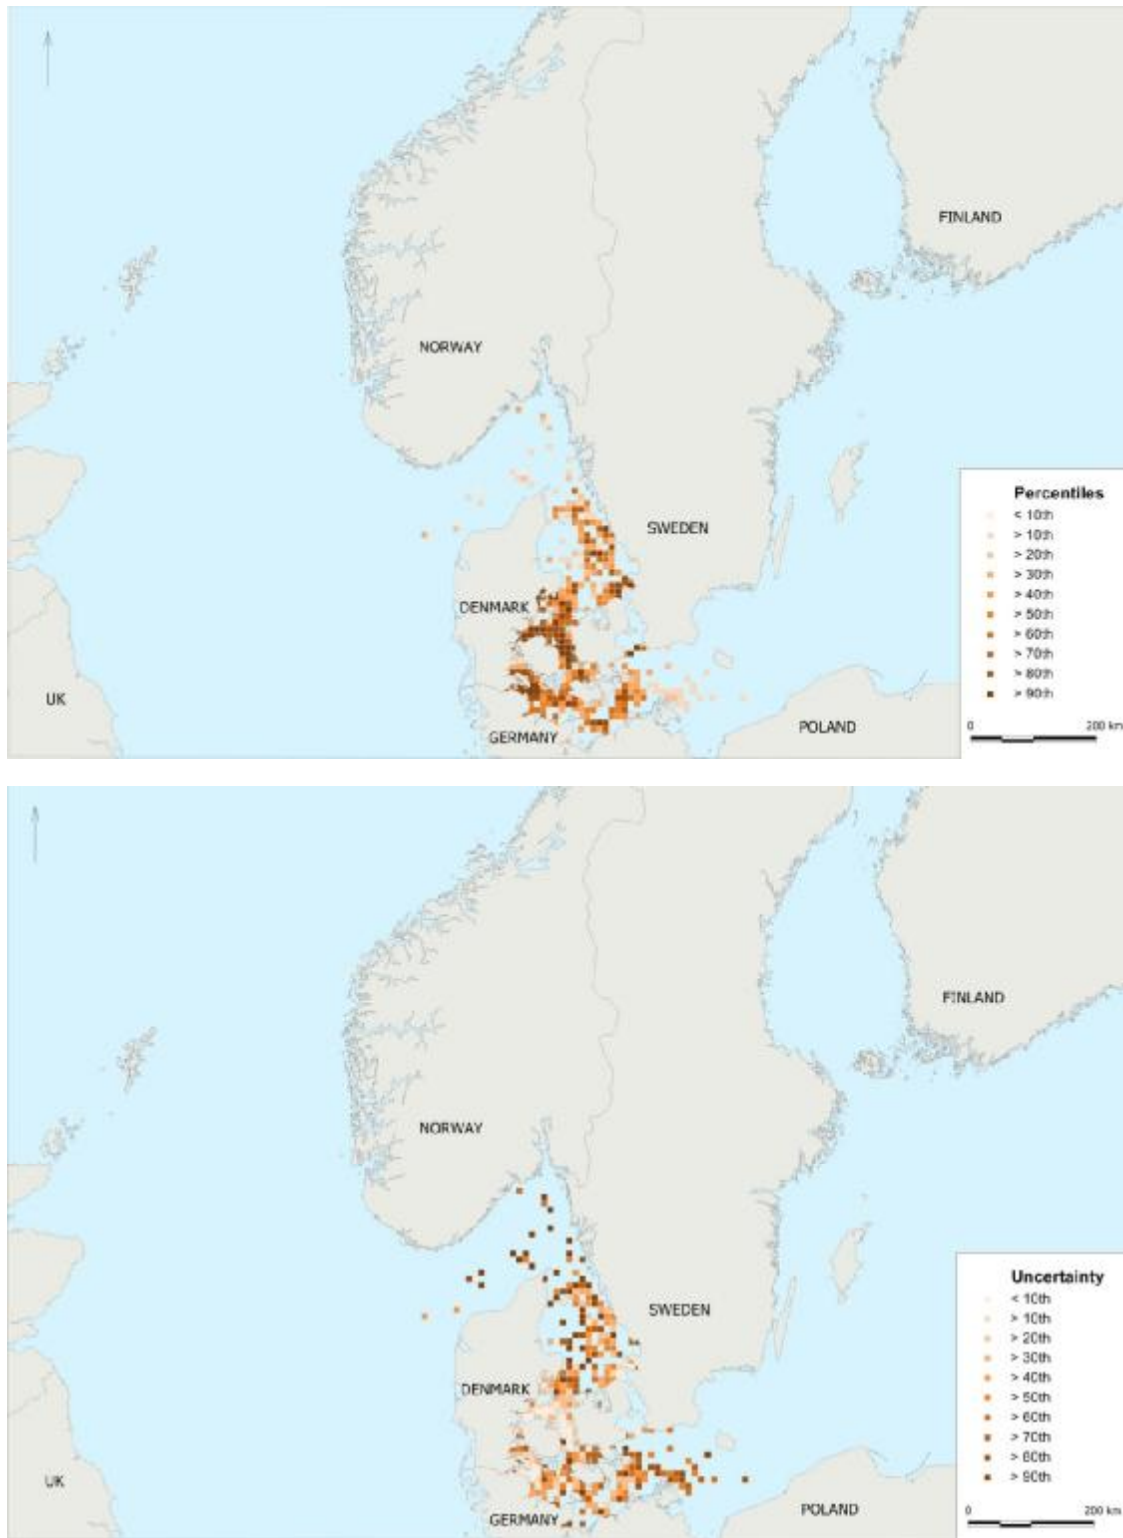 FINLAND
NORWAY
Percentiles
< 10th
> 10th
> 20th
> 30th
> 40th
> 50th
> 60th
> 70th
> 80th
> 90th
SWEDEN
DENMARK
UK
POLAND
GERMANY
0 200 km
FINLAND
NORWAY
Uncertainty
< 10th
> 10th
> 20th
> 30th
> 40th
> 50th
> 60th
> 70th
> 80th
> 90th
SWEDEN
DENMARK
UK
POLAND
GERMANY
0 200 km